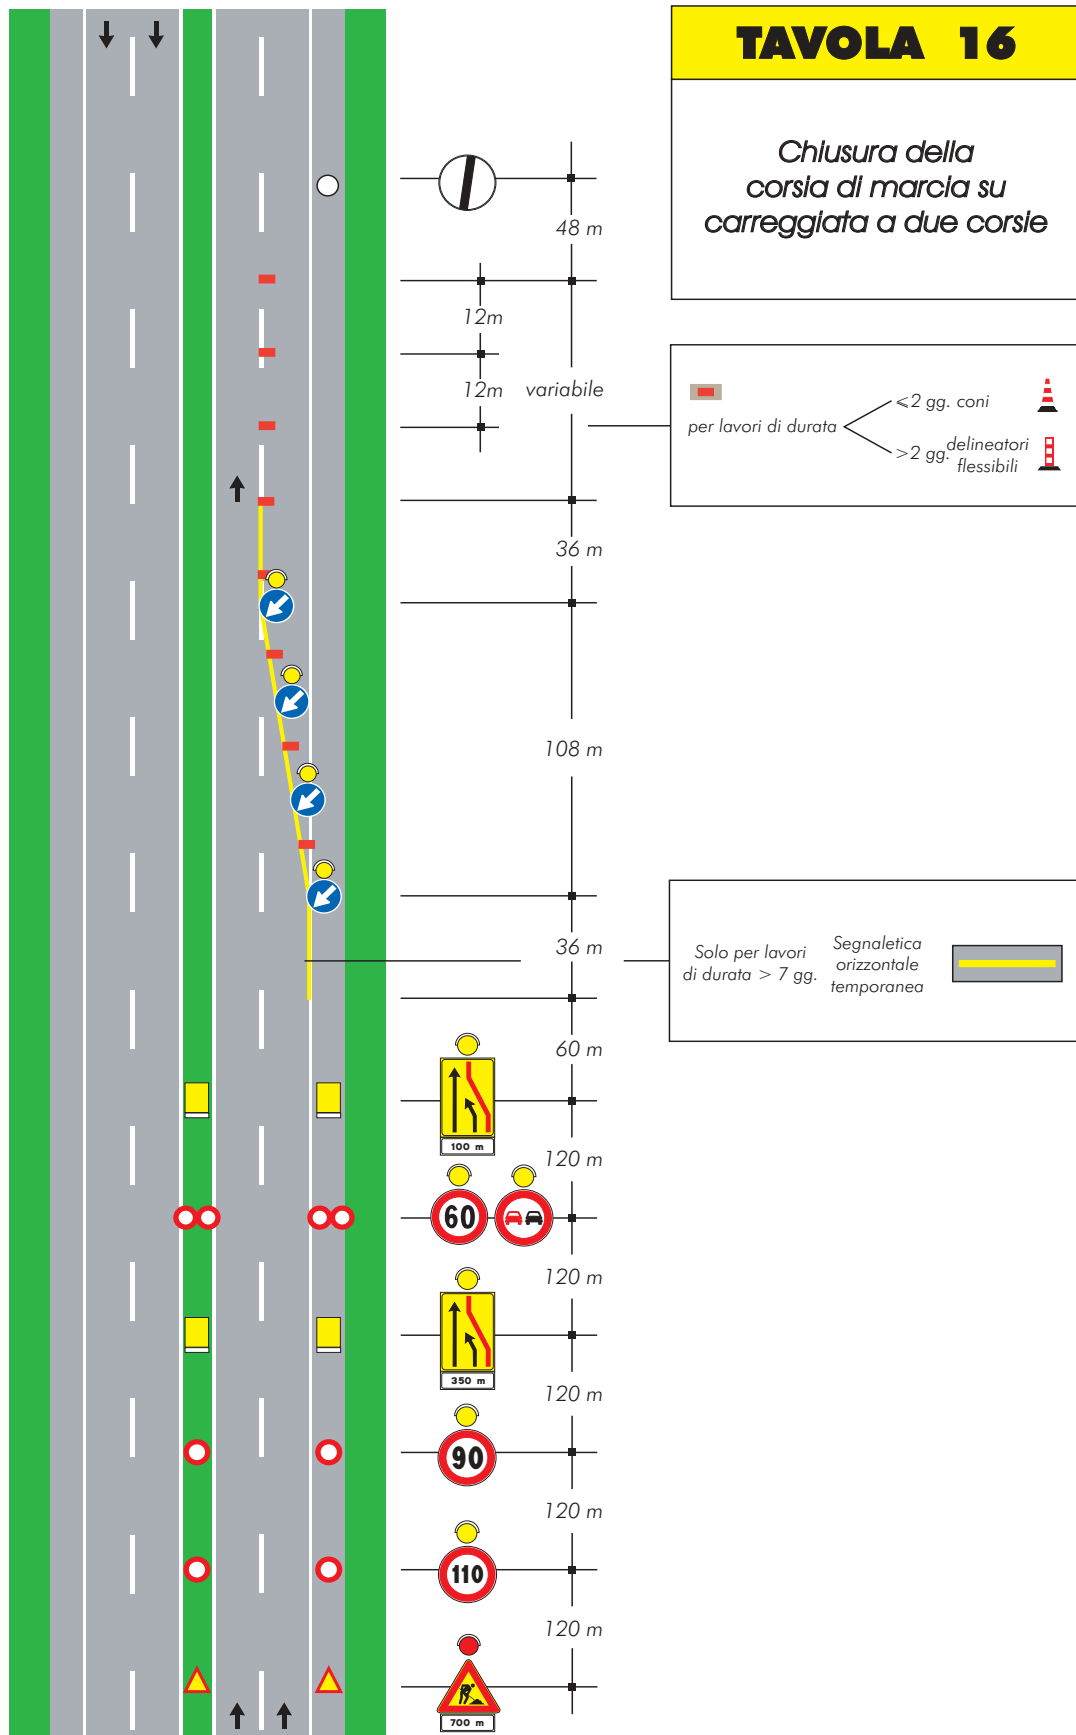 TAVOLA 16
Chiusura della
corsia di marcia su
carreggiata a due corsie
48 m
12m
12m
variabile
per lavori di durata
⩽2 gg. coni
>2 gg. delineatori
flessibili
36 m
108 m
36 m
Solo per lavori
di durata > 7 gg.
Segnaletica
orizzontale
temporanea
60 m
100 m
120 m
60
120 m
350 m
120 m
90
120 m
110
120 m
700 m